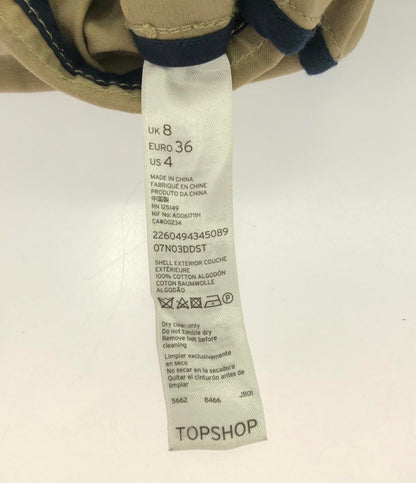 UK 8
EURO 36
US 4
MADE IN CHINA
FABRIQUÉ EN CHINE
PRODUTO DA CHINA
中国製
RN 125149
NIF No: A0061711H
CA#00234
2260494345089
07N03DDST
SHELL EXTERIOR COUCHE
EXTÉRIEURE
100% COTTON ALGODÓN
COTON BAUMWOLLE
ALGODÃO
Dry clean only
Do not tumble dry
Remove belt before
cleaning
Limpiar exclusivamente
en seco
No secar en la secadora
Quitar el cinturón antes de
limpiar
5662 8466 JB01
TOPSHOP